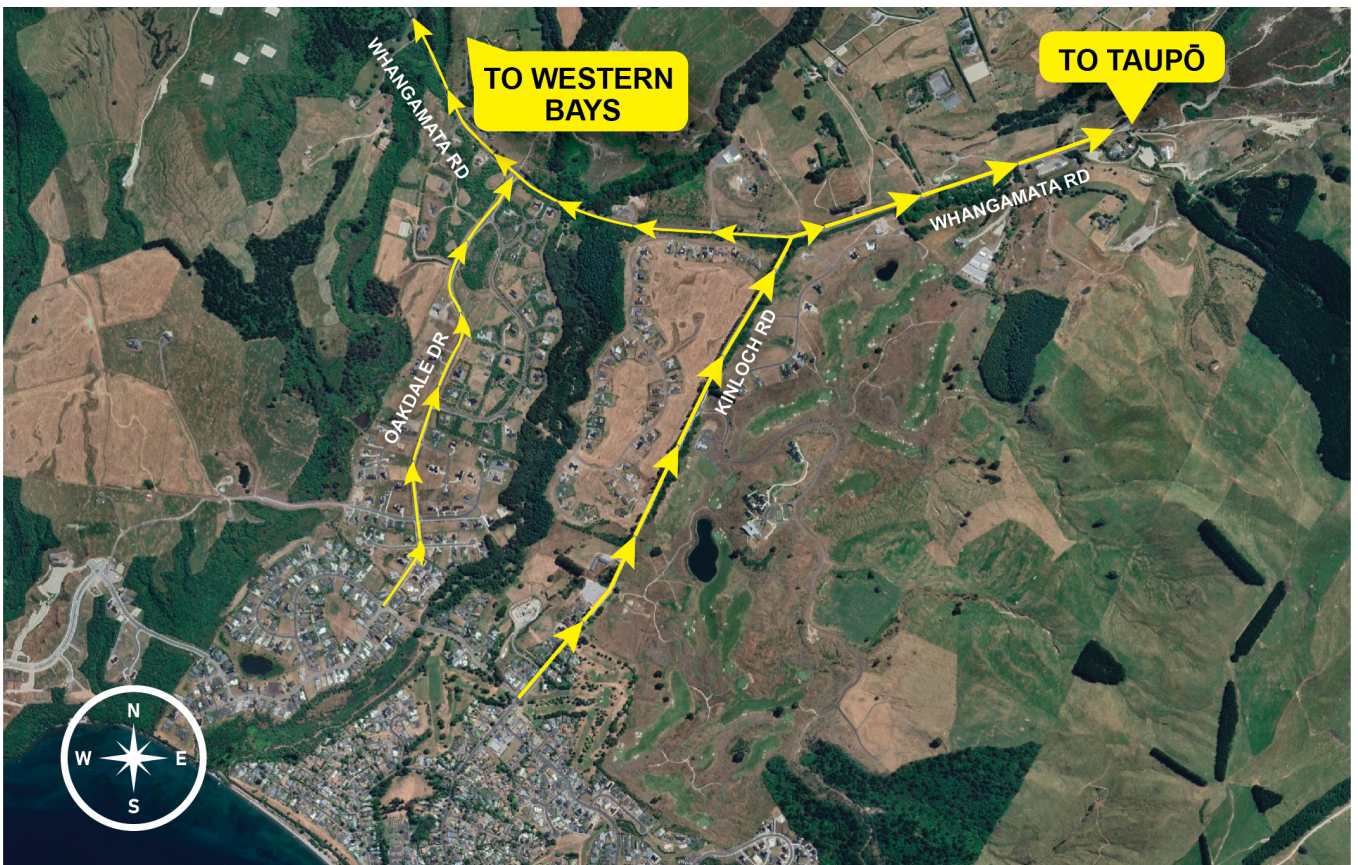 TO WESTERN
BAYS
TO TAUPŌ
WHANGAMATA RD
WHANGAMATA RD
OAKDALE DR
KINLOCH RD
N
W
E
S